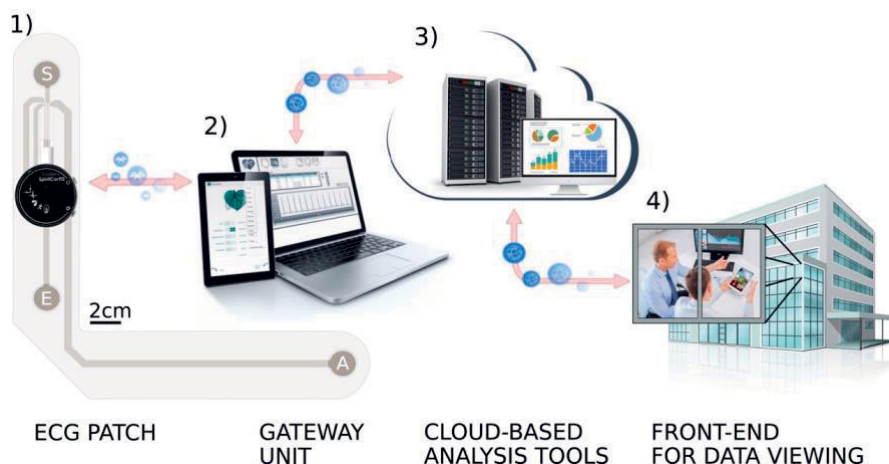 1)
S
E
2cm
A
2)
3)
4)
ECG PATCH
GATEWAY
UNIT
CLOUD-BASED
ANALYSIS TOOLS
FRONT-END
FOR DATA VIEWING